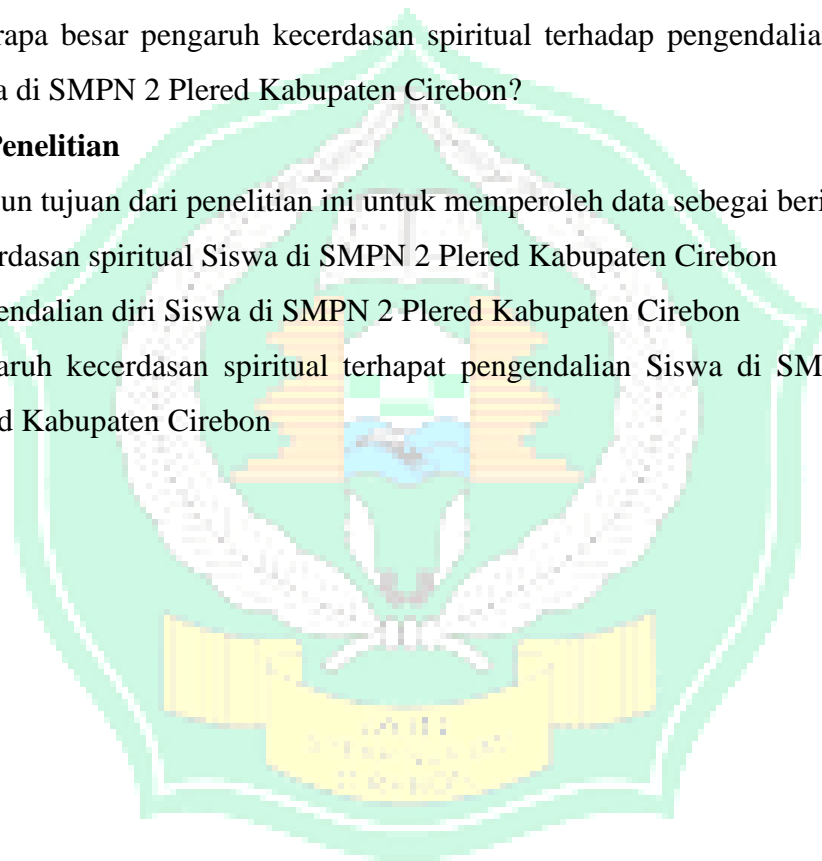 rapa besar pengaruh kecerdasan spiritual terhadap pengendalia
a di SMPN 2 Plered Kabupaten Cirebon?
Penelitian
un tujuan dari penelitian ini untuk memperoleh data sebegai beri
rdasan spiritual Siswa di SMPN 2 Plered Kabupaten Cirebon
endalian diri Siswa di SMPN 2 Plered Kabupaten Cirebon
aruh kecerdasan spiritual terhapat pengendalian Siswa di SM
d Kabupaten Cirebon